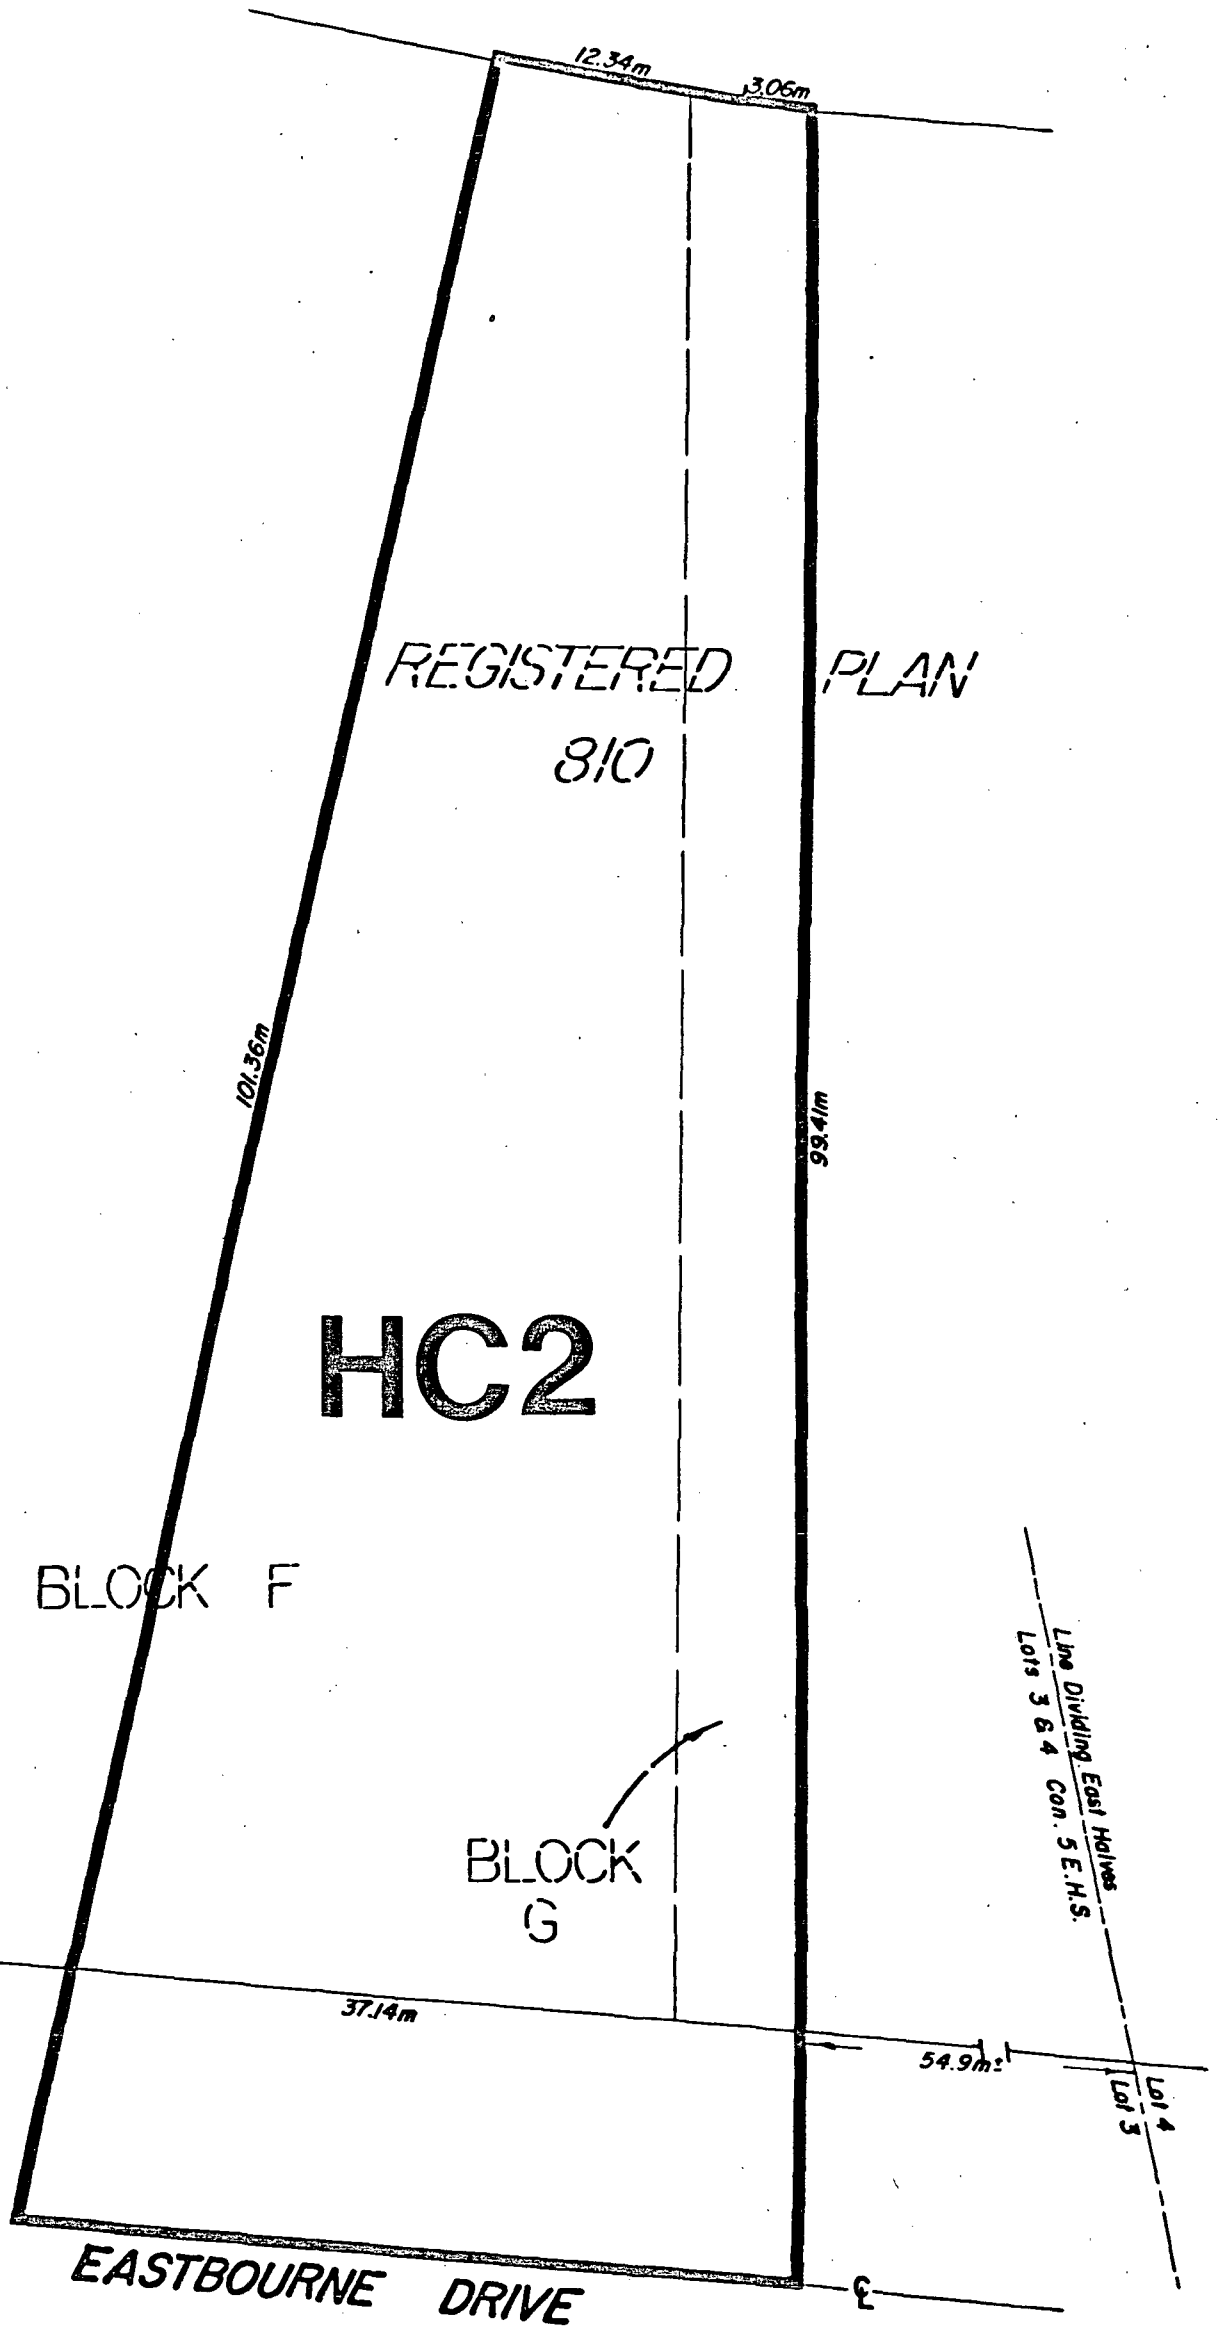 12.34m
3.06m
REGISTERED PLAN
810
101.36m
99.41m
HC2
BLOCK F
Line Dividing East Halves
Lots 3 & 4 Con. 5 E.H.S.
BLOCK
G
37.14m
54.9m±
Lot 4
Lot 3
EASTBOURNE DRIVE